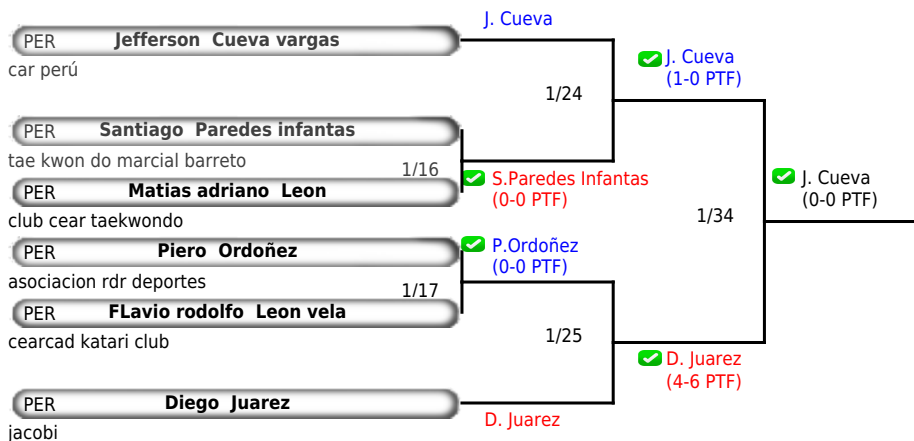 J. Cueva
PER Jefferson Cueva vargas
car perú
J. Cueva
(1-0 PTF)
1/24
PER Santiago Paredes infantas
tae kwon do marcial barreto
1/16
S.Paredes Infantas
(0-0 PTF)
PER Matias adriano Leon
club cear taekwondo
J. Cueva
(0-0 PTF)
1/34
PER Piero Ordoñez
asociacion rdr deportes
P.Ordoñez
(0-0 PTF)
1/17
PER FLavio rodolfo Leon vela
cearcad katari club
1/25
D. Juarez
(4-6 PTF)
PER Diego Juarez
jacobi
D. Juarez